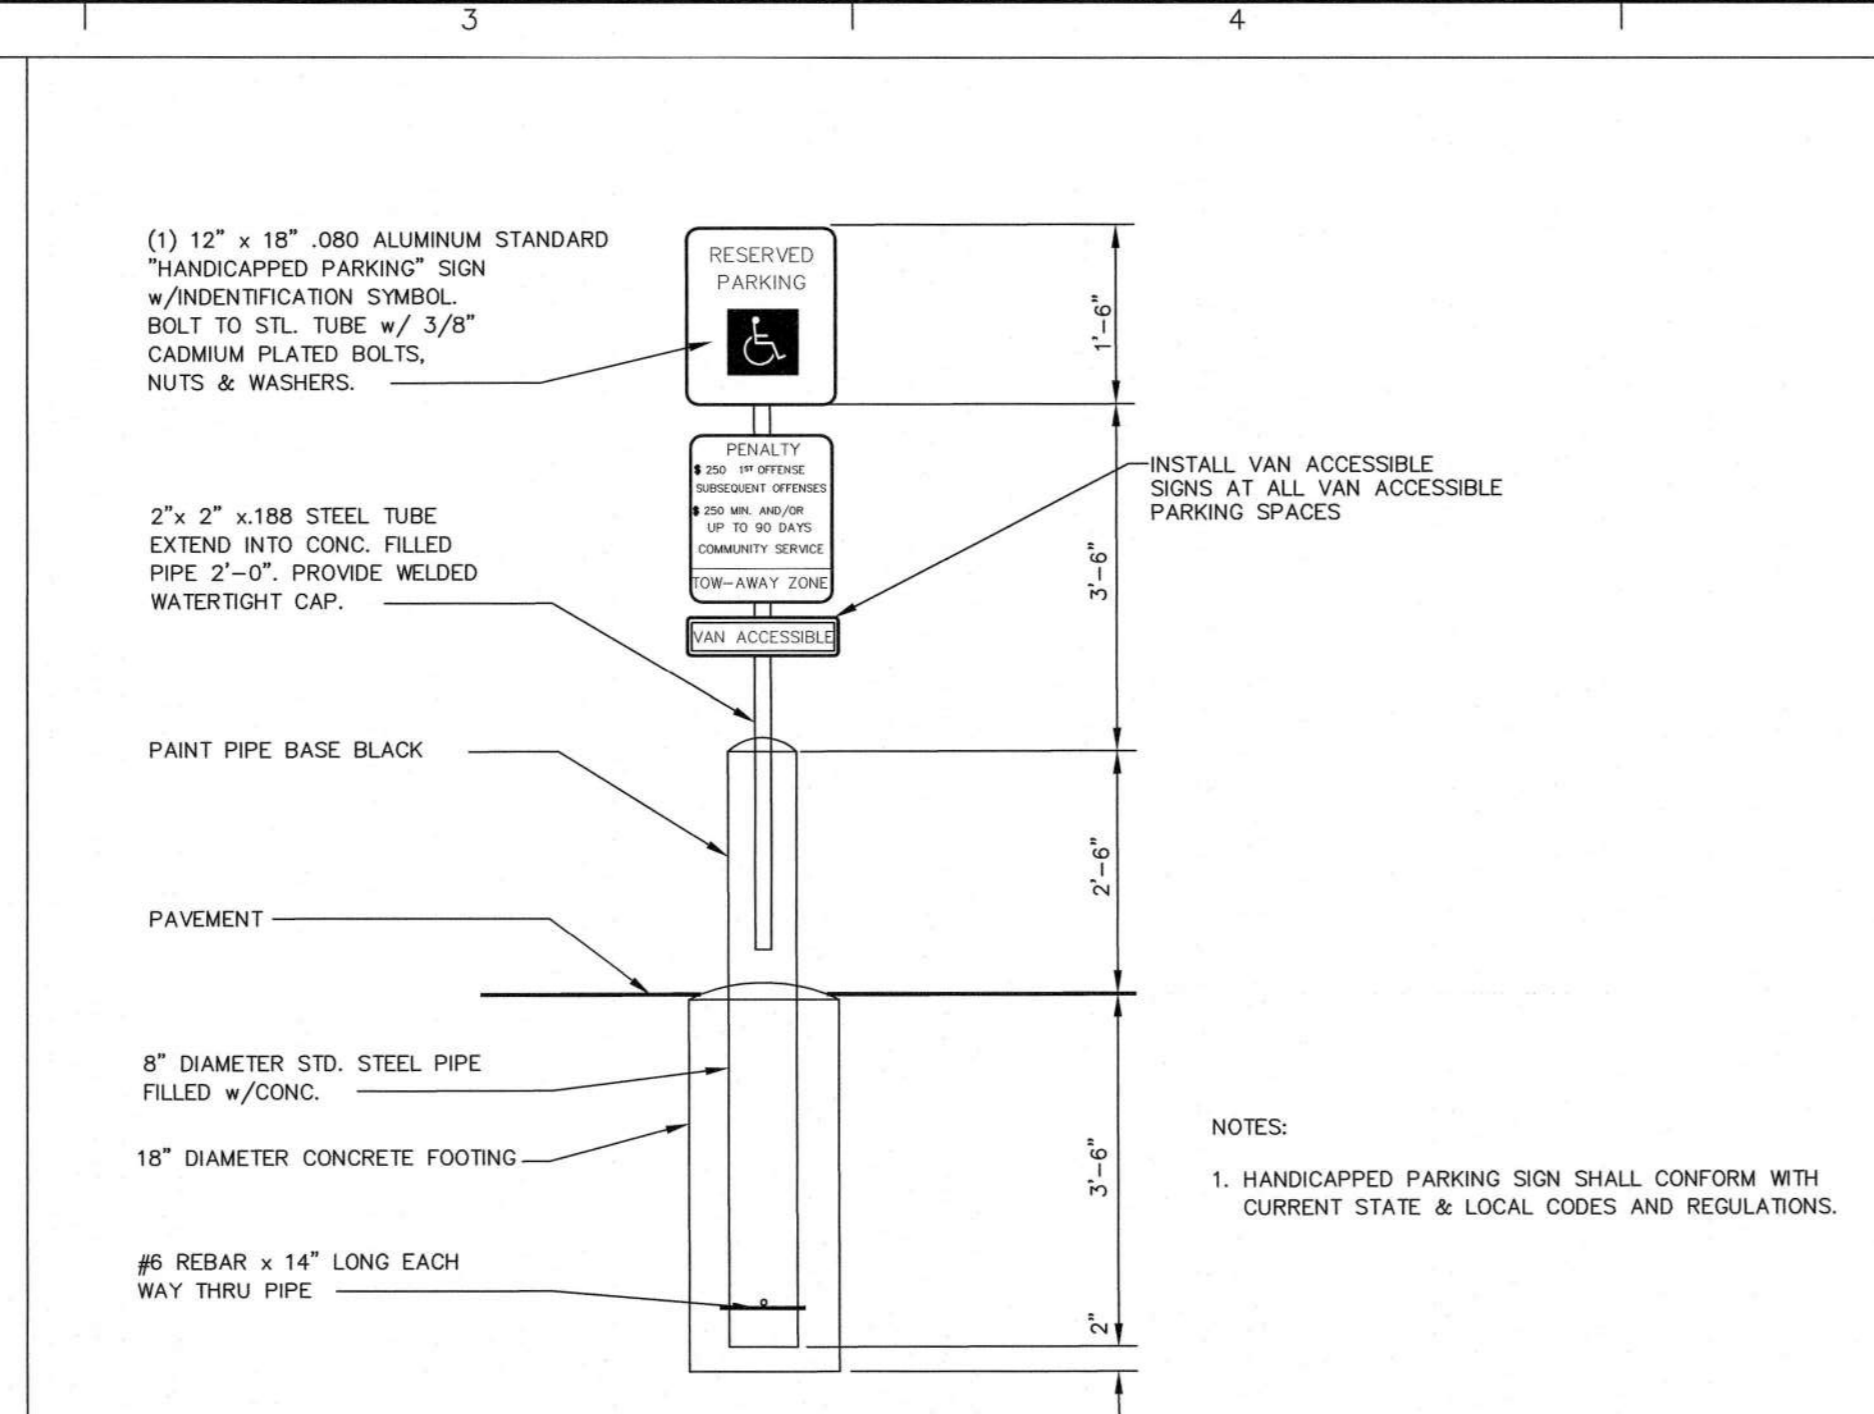 3
4
(1) 12" x 18" .080 ALUMINUM STANDARD
"HANDICAPPED PARKING" SIGN
w/INDENTIFICATION SYMBOL.
BOLT TO STL. TUBE w/ 3/8"
CADMIUM PLATED BOLTS,
NUTS & WASHERS.
RESERVED
PARKING
1'-6"
PENALTY
$ 250 1ST OFFENSE
SUBSEQUENT OFFENSES
$ 250 MIN. AND/OR
UP TO 90 DAYS
COMMUNITY SERVICE
TOW-AWAY ZONE
VAN ACCESSIBLE
INSTALL VAN ACCESSIBLE
SIGNS AT ALL VAN ACCESSIBLE
PARKING SPACES
3'-6"
2"x 2" x.188 STEEL TUBE
EXTEND INTO CONC. FILLED
PIPE 2'-0". PROVIDE WELDED
WATERTIGHT CAP.
PAINT PIPE BASE BLACK
2'-6"
PAVEMENT
8" DIAMETER STD. STEEL PIPE
FILLED w/CONC.
18" DIAMETER CONCRETE FOOTING
3'-6"
#6 REBAR x 14" LONG EACH
WAY THRU PIPE
2"
NOTES:
1. HANDICAPPED PARKING SIGN SHALL CONFORM WITH
CURRENT STATE & LOCAL CODES AND REGULATIONS.